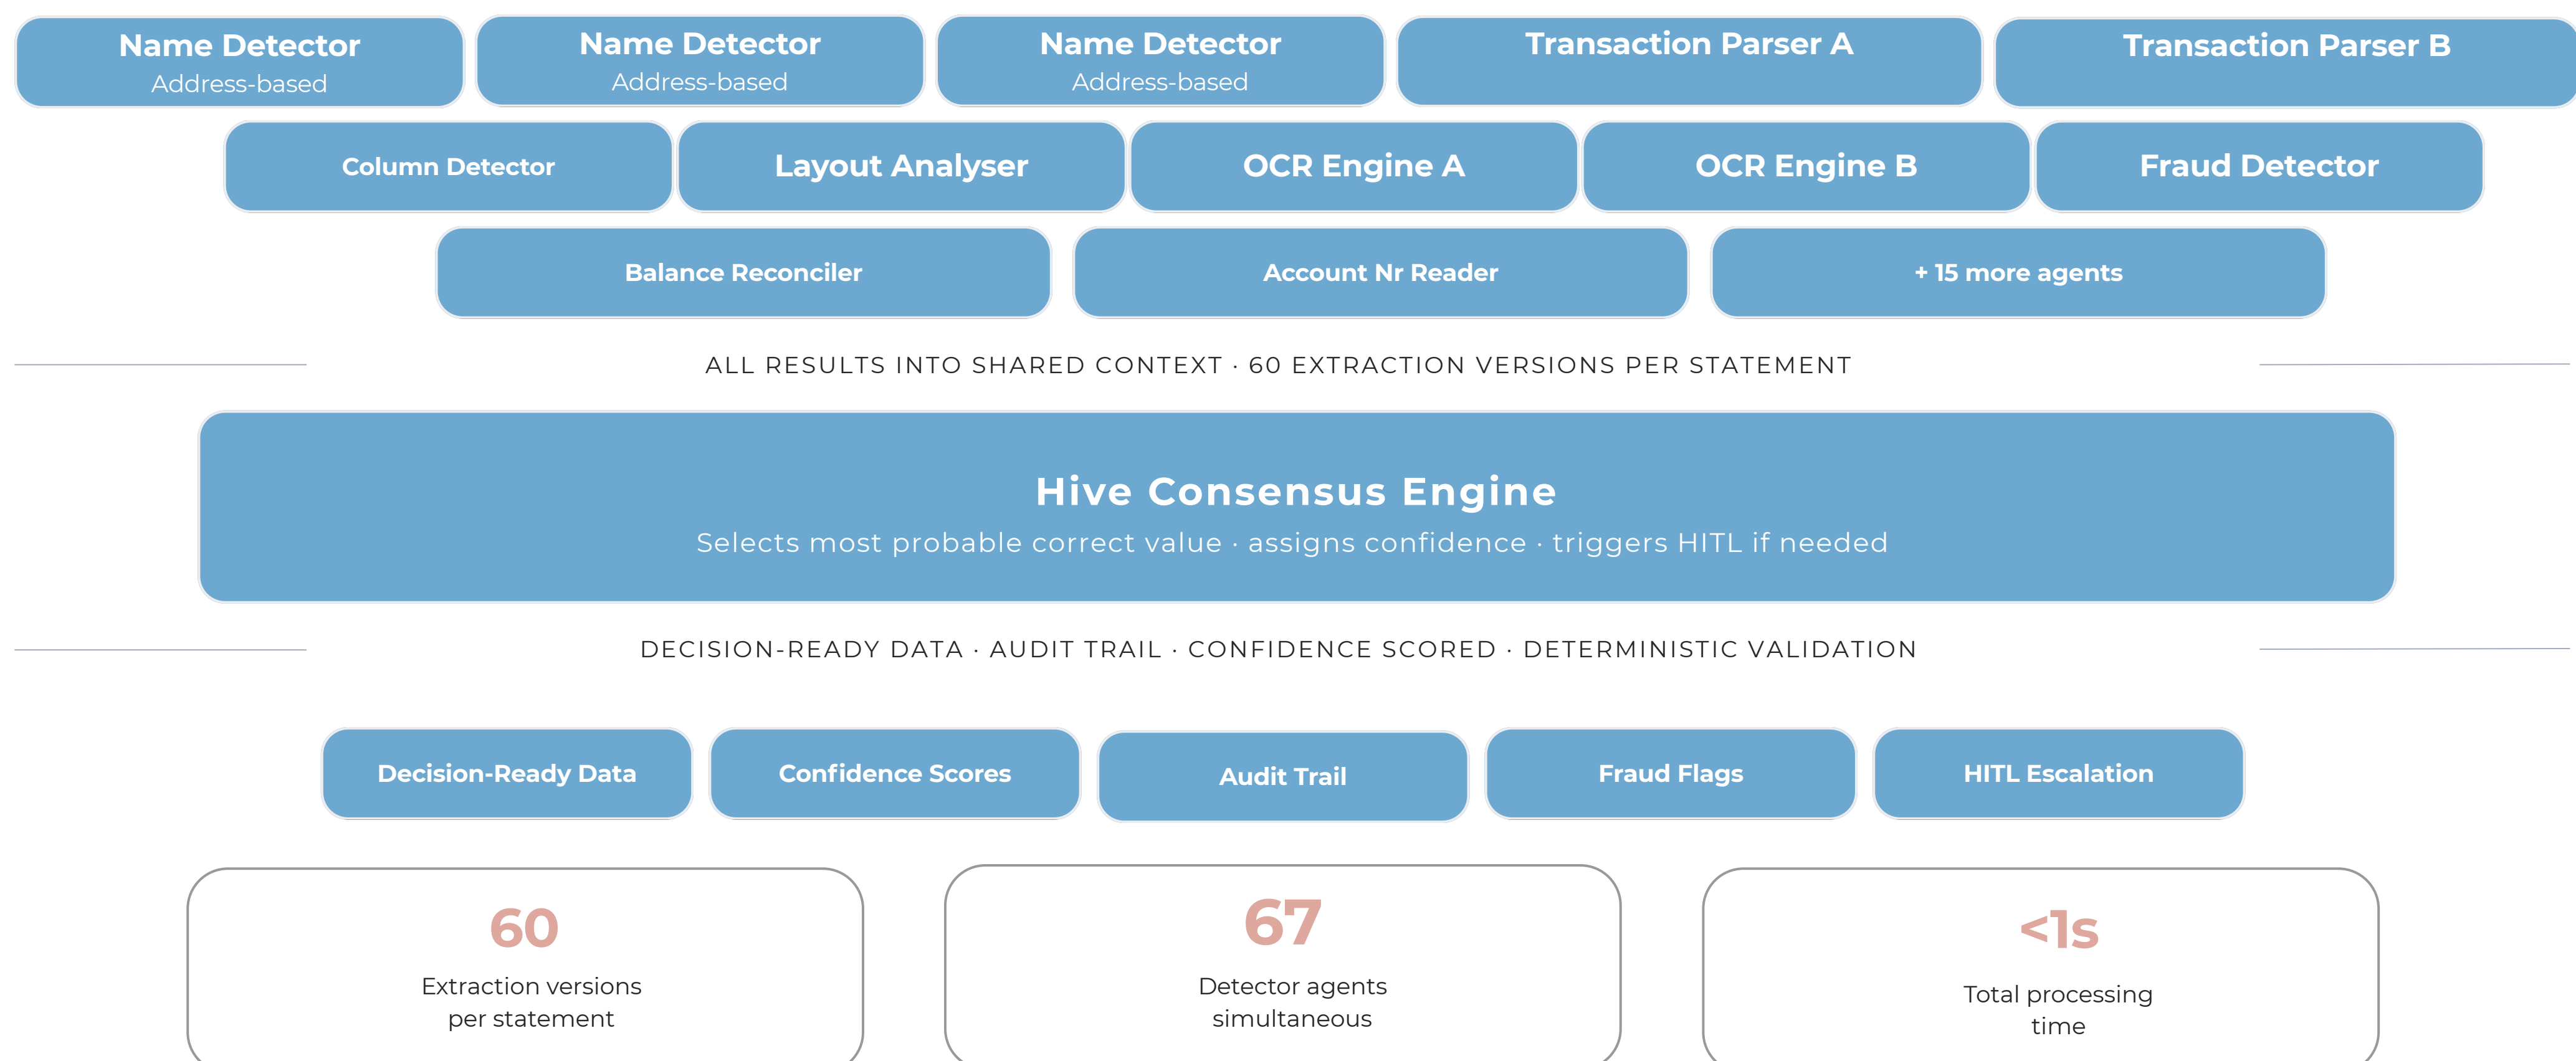 Name Detector
Address-based
Name Detector
Address-based
Name Detector
Address-based
Transaction Parser A
Transaction Parser B
Column Detector
Layout Analyser
OCR Engine A
OCR Engine B
Fraud Detector
Balance Reconciler
Account Nr Reader
+ 15 more agents
ALL RESULTS INTO SHARED CONTEXT · 60 EXTRACTION VERSIONS PER STATEMENT
Hive Consensus Engine
Selects most probable correct value · assigns confidence · triggers HITL if needed
DECISION-READY DATA · AUDIT TRAIL · CONFIDENCE SCORED · DETERMINISTIC VALIDATION
Decision-Ready Data
Confidence Scores
Audit Trail
Fraud Flags
HITL Escalation
60
Extraction versions
per statement
67
Detector agents
simultaneous
<1s
Total processing
time